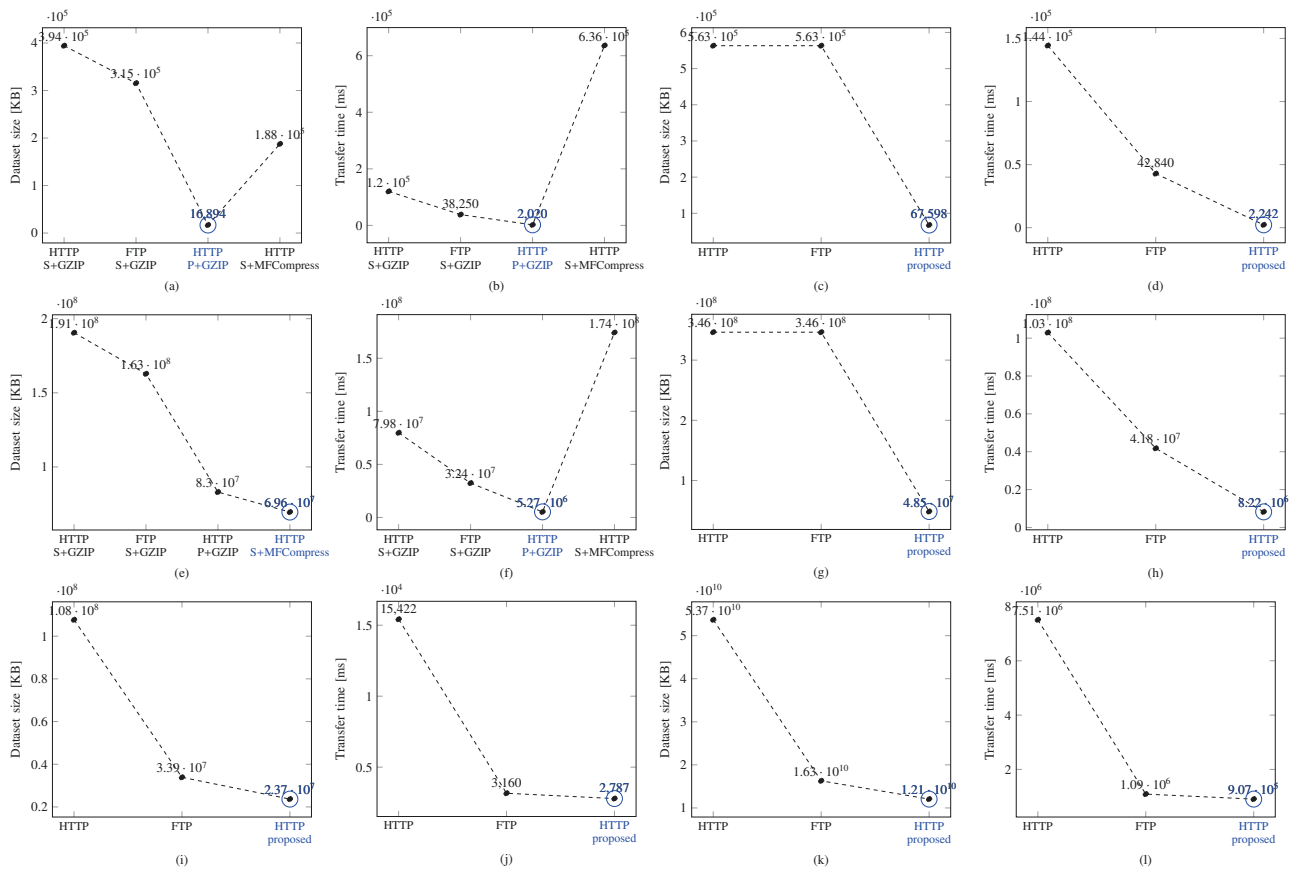 ·10^5
Dataset size [KB]
4
3
2
1
0
3.94 · 10^5
3.15 · 10^5
16,894
1.88 · 10^5
HTTP
S+GZIP
FTP
S+GZIP
HTTP
P+GZIP
HTTP
S+MFCompress
(a)
·10^5
Transfer time [ms]
6
4
2
0
1.2 · 10^5
38,250
2,020
6.36 · 10^5
HTTP
S+GZIP
FTP
S+GZIP
HTTP
P+GZIP
HTTP
S+MFCompress
(b)
·10^5
Dataset size [KB]
6
5
4
3
2
1
5.63 · 10^5
5.63 · 10^5
67,598
HTTP
FTP
HTTP
proposed
(c)
·10^5
Transfer time [ms]
1.5
1
0.5
0
1.44 · 10^5
42,840
2,242
HTTP
FTP
HTTP
proposed
(d)
·10^8
Dataset size [KB]
2
1.5
1
1.91 · 10^8
1.63 · 10^8
8.3 · 10^7
6.96 · 10^7
HTTP
S+GZIP
FTP
S+GZIP
HTTP
P+GZIP
HTTP
S+MFCompress
(e)
·10^8
Transfer time [ms]
1.5
1
0.5
0
7.98 · 10^7
3.24 · 10^7
5.27 · 10^6
1.74 · 10^8
HTTP
S+GZIP
FTP
S+GZIP
HTTP
P+GZIP
HTTP
S+MFCompress
(f)
·10^8
Dataset size [KB]
3
2
1
3.46 · 10^8
3.46 · 10^8
4.85 · 10^7
HTTP
FTP
HTTP
proposed
(g)
·10^8
Transfer time [ms]
1
0.8
0.6
0.4
0.2
0
1.03 · 10^8
4.18 · 10^7
8.22 · 10^6
HTTP
FTP
HTTP
proposed
(h)
·10^8
Dataset size [KB]
1
0.8
0.6
0.4
0.2
1.08 · 10^8
3.39 · 10^7
2.37 · 10^7
HTTP
FTP
HTTP
proposed
(i)
·10^4
Transfer time [ms]
1.5
1
0.5
15,422
3,160
2,787
HTTP
FTP
HTTP
proposed
(j)
·10^10
Dataset size [KB]
5
4
3
2
1
5.37 · 10^10
1.63 · 10^10
1.21 · 10^10
HTTP
FTP
HTTP
proposed
(k)
·10^6
Transfer time [ms]
8
6
4
2
7.51 · 10^6
1.09 · 10^6
9.07 · 10^5
HTTP
FTP
HTTP
proposed
(l)